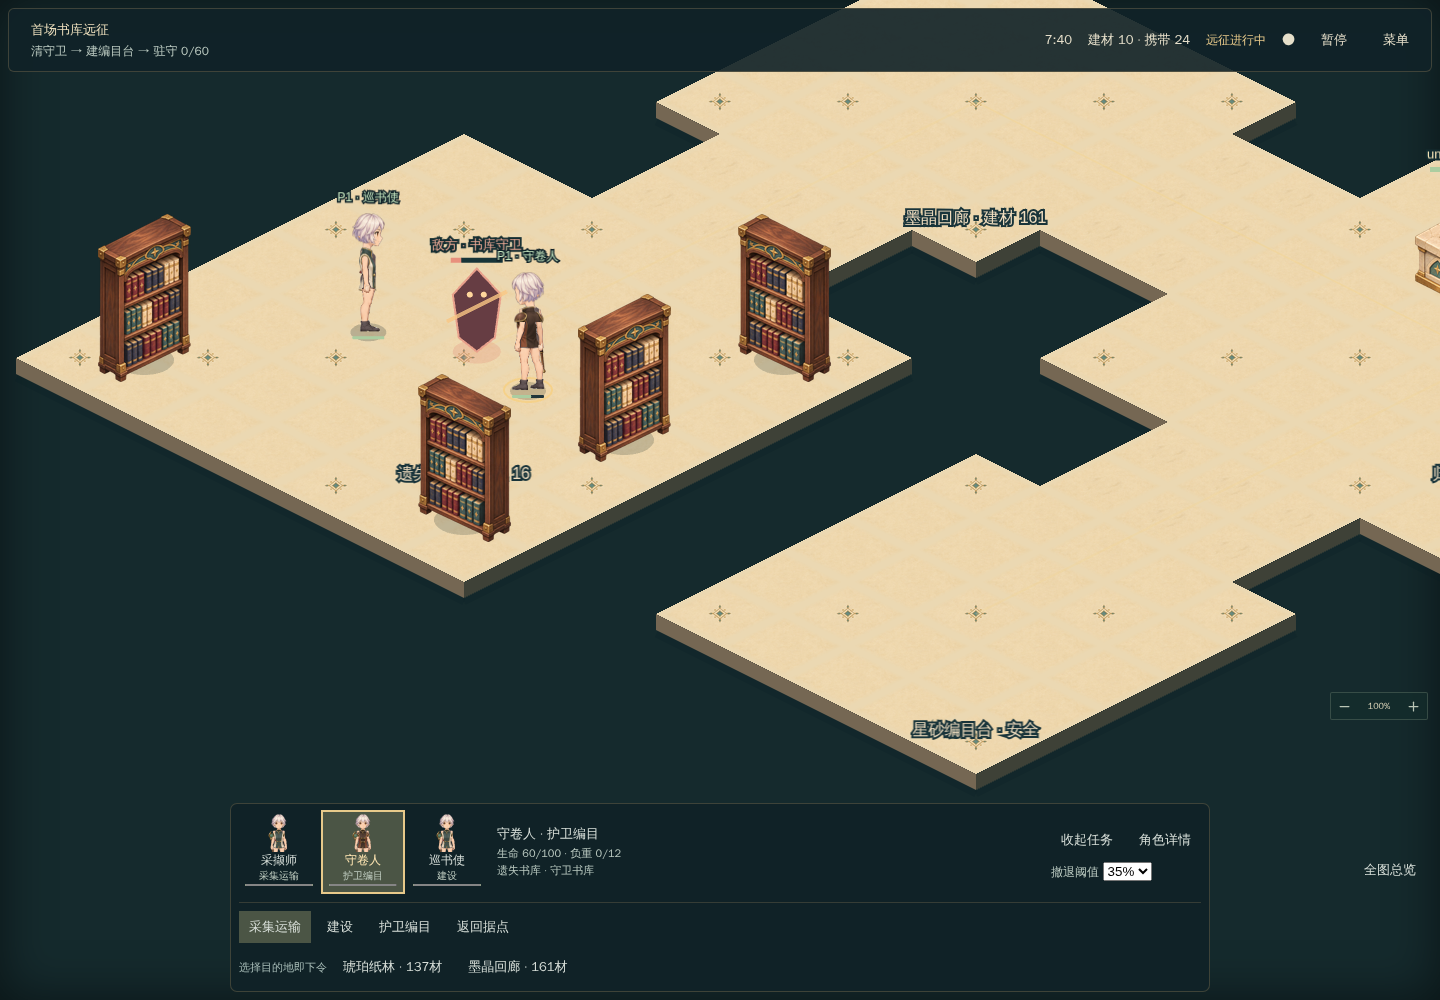 首场书库远征
清守卫 → 建编目台 → 驻守 0/60
7:40 建材 10 · 携带 24 远征进行中 暂停 菜单
un
P1 · 巡书使
敌方 · 书库守卫
P1 · 守卷人
墨晶回廊 · 建材 161
遗失 16
星砂编目台 · 安全
− 100% +
采撷师
采集运输
守卷人
护卫编目
巡书使
建设
守卷人 · 护卫编目
生命 60/100 · 负重 0/12
遗失书库 · 守卫书库
收起任务 角色详情
撤退阈值 35%
全图总览
采集运输 建设 护卫编目 返回据点
选择目的地即下令 琥珀纸林 · 137材 墨晶回廊 · 161材